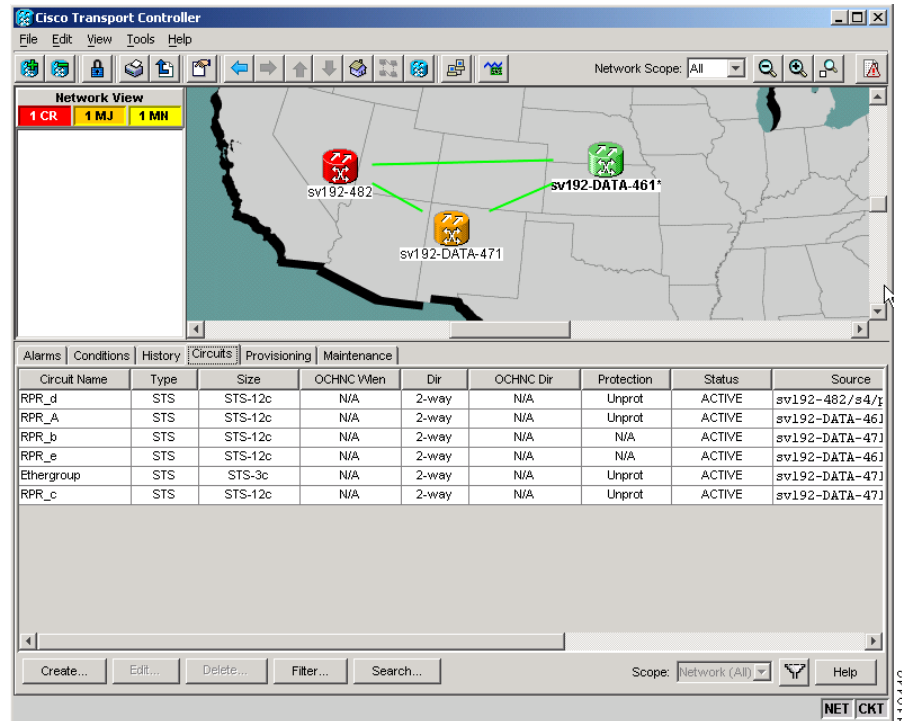 Cisco Transport Controller
File Edit View Tools Help
Network Scope: All
Network View
1 CR 1 MJ 1 MN
sv192-482
sv192-DATA-461*
sv192-DATA-471
Alarms Conditions History Circuits Provisioning Maintenance
Circuit Name Type Size OCHNC Wlen Dir OCHNC Dir Protection Status Source
RPR_d STS STS-12c N/A 2-way N/A Unprot ACTIVE sv192-482/s4/p
RPR_A STS STS-12c N/A 2-way N/A Unprot ACTIVE sv192-DATA-461
RPR_b STS STS-12c N/A 2-way N/A N/A ACTIVE sv192-DATA-471
RPR_e STS STS-12c N/A 2-way N/A N/A ACTIVE sv192-DATA-461
Ethergroup STS STS-3c N/A 2-way N/A Unprot ACTIVE sv192-DATA-471
RPR_c STS STS-12c N/A 2-way N/A Unprot ACTIVE sv192-DATA-471
Create... Edit... Delete... Filter... Search... Scope: Network (All) Help
NET CKT